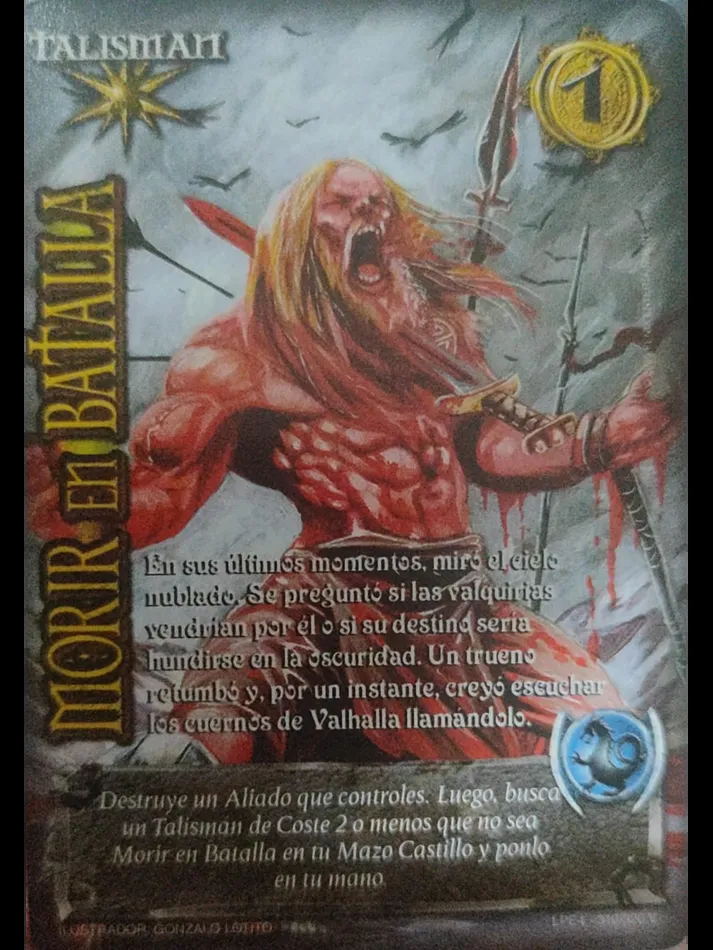 TALISMAN
1
MORIR EN BATALLA
En sus últimos momentos, miró el cielo
nublado. Se preguntó si las valquirias
vendrían por él o si su destino sería
hundirse en la oscuridad. Un trueno
retumbó y, por un instante, creyó escuchar
los cuernos de Valhalla llamándolo.
Destruye un Aliado que controles. Luego, busca
un Talismán de Coste 2 o menos que no sea
Morir en Batalla en tu Mazo Castillo y ponlo
en tu mano.
ILUSTRADOR: GONZALO LUTITO